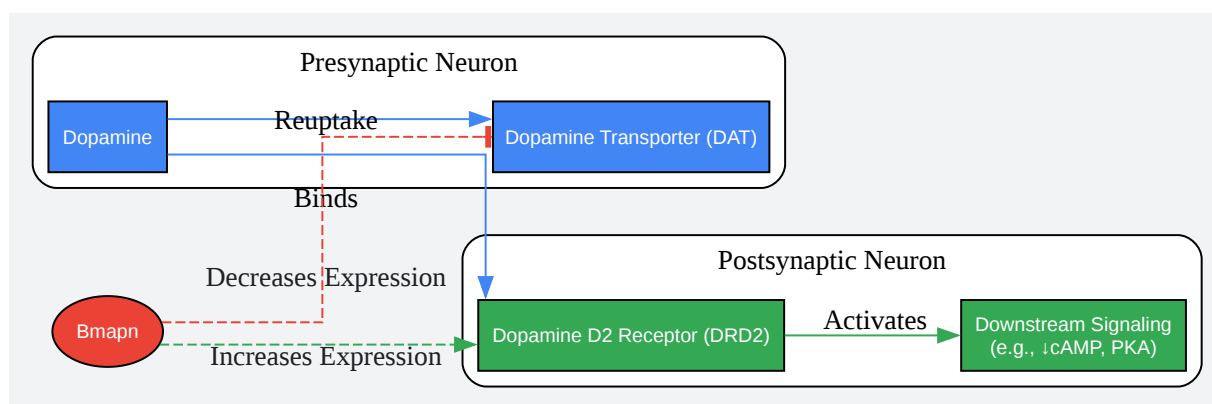 Presynaptic Neuron
Dopamine
Reuptake
Dopamine Transporter (DAT)
Binds
Postsynaptic Neuron
Decreases Expression
Bmapn
Increases Expression
Dopamine D2 Receptor (DRD2)
Activates
Downstream Signaling
(e.g., ↓cAMP, PKA)